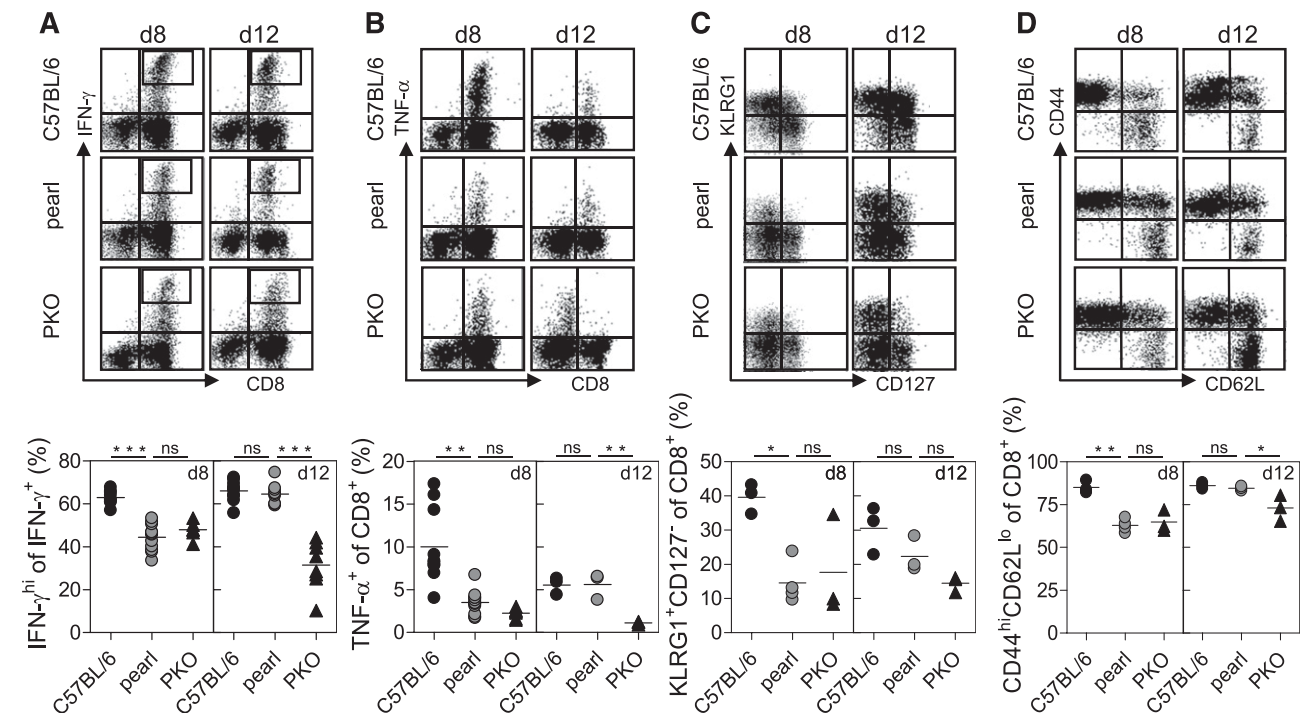 A
B
C
D
d8 d12
d8 d12
d8 d12
d8 d12
C57BL/6
pearl
PKO
IFN-γ
CD8
C57BL/6
pearl
PKO
TNF-α
CD8
C57BL/6
pearl
PKO
KLRG1
CD127
C57BL/6
pearl
PKO
CD44
CD62L
IFN-γhi of IFN-γ+ (%)
80
60
40
20
0
*** ns
d8
ns ***
d12
C57BL/6 pearl PKO C57BL/6 pearl PKO
TNF-α+ of CD8+ (%)
20
15
10
5
0
** ns
d8
ns **
d12
C57BL/6 pearl PKO C57BL/6 pearl PKO
KLRG1+CD127- of CD8+ (%)
50
40
30
20
10
0
* ns
d8
ns ns
d12
C57BL/6 pearl PKO C57BL/6 pearl PKO
CD44hiCD62Llo of CD8+ (%)
100
75
50
25
0
** ns
d8
ns *
d12
C57BL/6 pearl PKO C57BL/6 pearl PKO